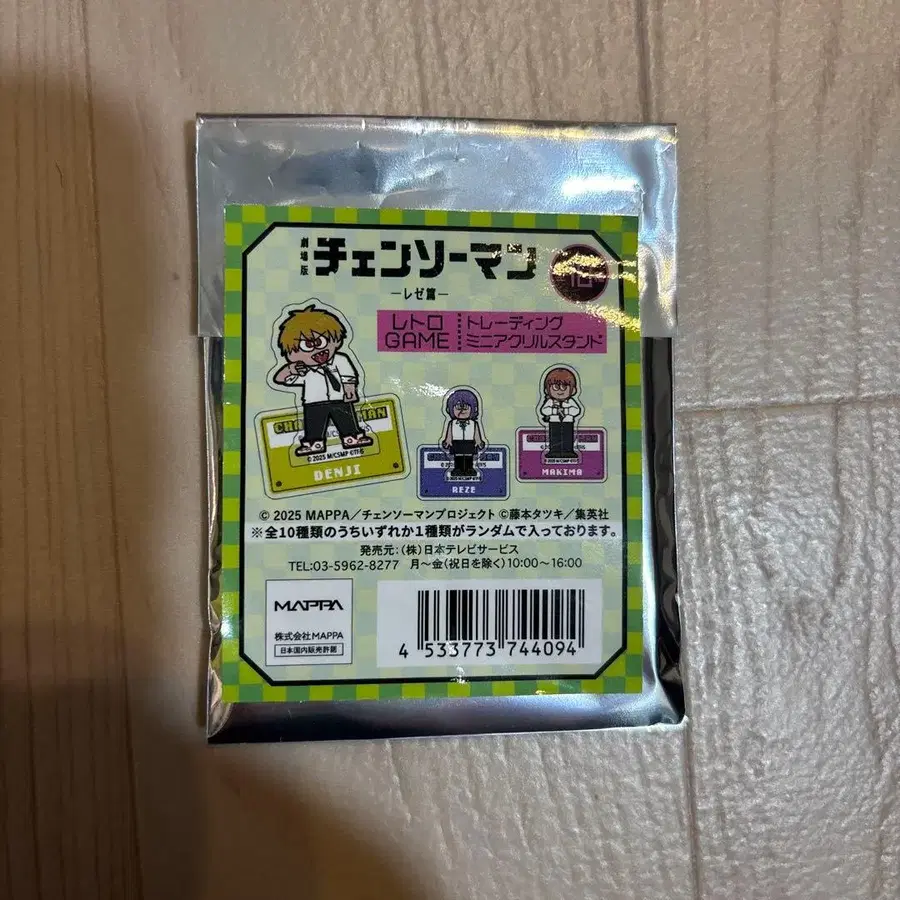 劇場版 チェンソーマン
―レゼ篇―
レトロ GAME トレーディング ミニアクリルスタンド
© 2025 M/CSMP ©TF/S
DENJI
REZE
MAKIMA
© 2025 MAPPA／チェンソーマンプロジェクト ©藤本タツキ／集英社
※全10種類のうちいずれか1種類がランダムで入っております。
発売元：（株）日本テレビサービス
TEL:03-5962-8277 月〜金(祝日を除く)10:00〜16:00
MAPPA
株式会社MAPPA
日本国内販売許諾
4 533773 744094